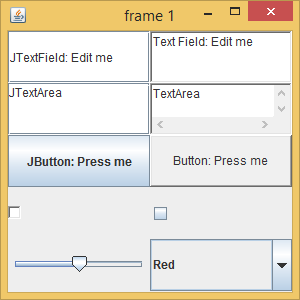 frame 1
JTextField: Edit me
Text Field: Edit me
JTextArea
TextArea
JButton: Press me
Button: Press me
Red